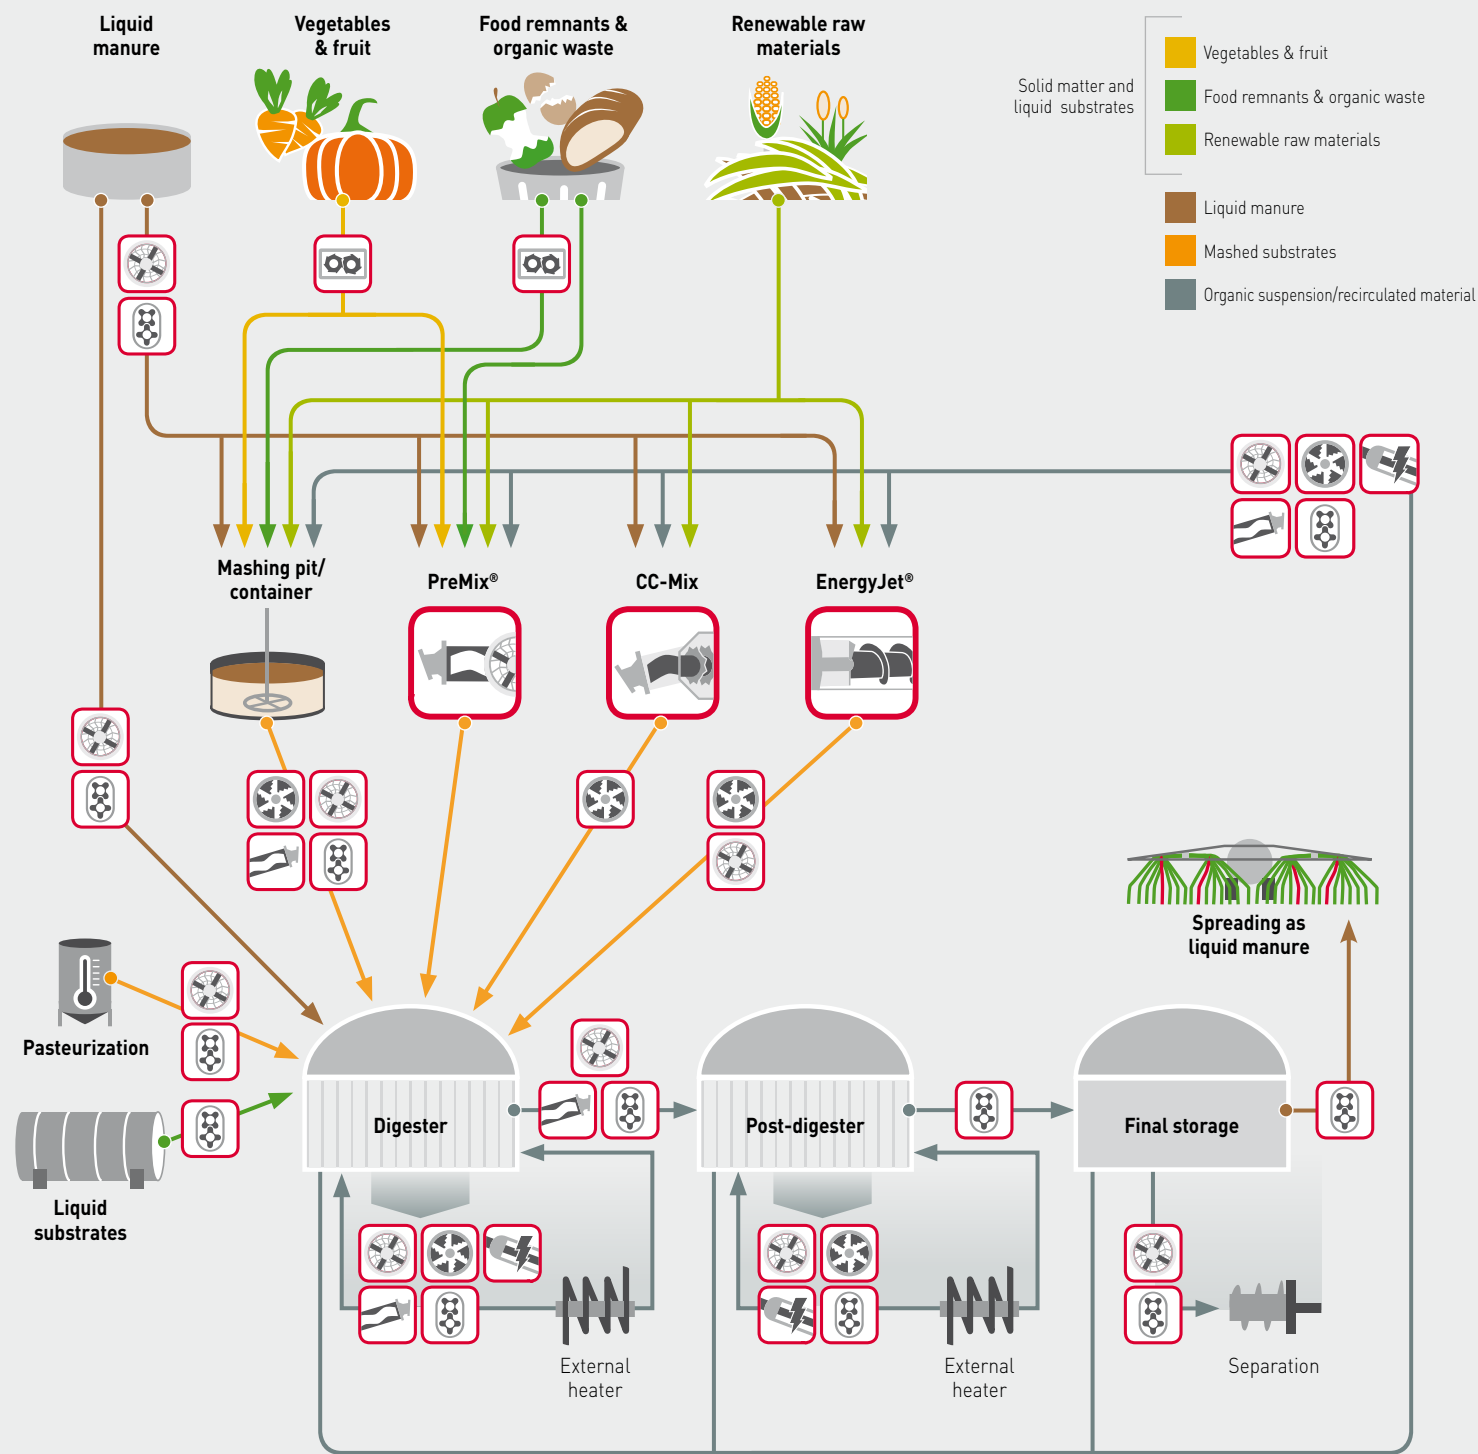 Liquid
manure
Vegetables
& fruit
Food remnants &
organic waste
Renewable raw
materials
Solid matter and
liquid substrates
Vegetables & fruit
Food remnants & organic waste
Renewable raw materials
Liquid manure
Mashed substrates
Organic suspension/recirculated material
Mashing pit/
container
PreMix®
CC-Mix
EnergyJet®
Spreading as
liquid manure
Pasteurization
Liquid
substrates
Digester
Post-digester
Final storage
External
heater
External
heater
Separation